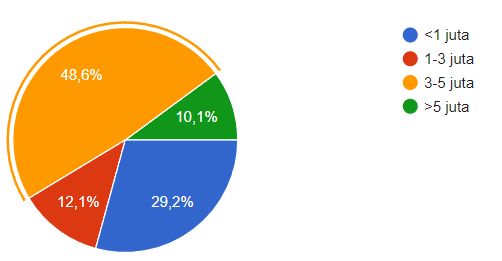 48,6%
10,1%
12,1%
29,2%
<1 juta
1-3 juta
3-5 juta
>5 juta